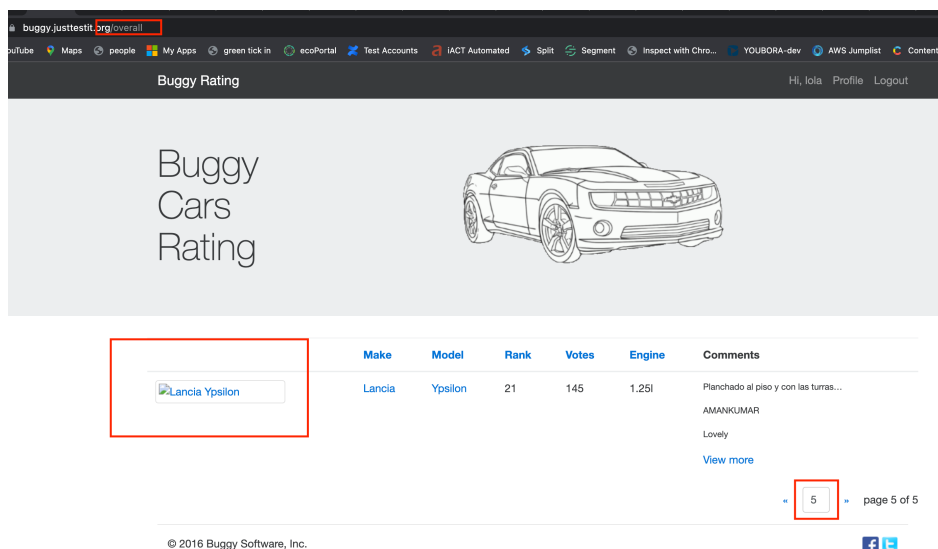 buggy.justtestit.org/overall
ouTube Maps people My Apps green tick in ecoPortal Test Accounts iACT Automated Split Segment Inspect with Chro... YOUBORA-dev AWS Jumplist Content
Buggy Rating Hi, lola Profile Logout
Buggy
Cars
Rating
Make Model Rank Votes Engine Comments
Lancia Ypsilon Lancia Ypsilon 21 145 1.25l Planchado al piso y con las turras...
AMANKUMAR
Lovely
View more
« 5 » page 5 of 5
© 2016 Buggy Software, Inc.